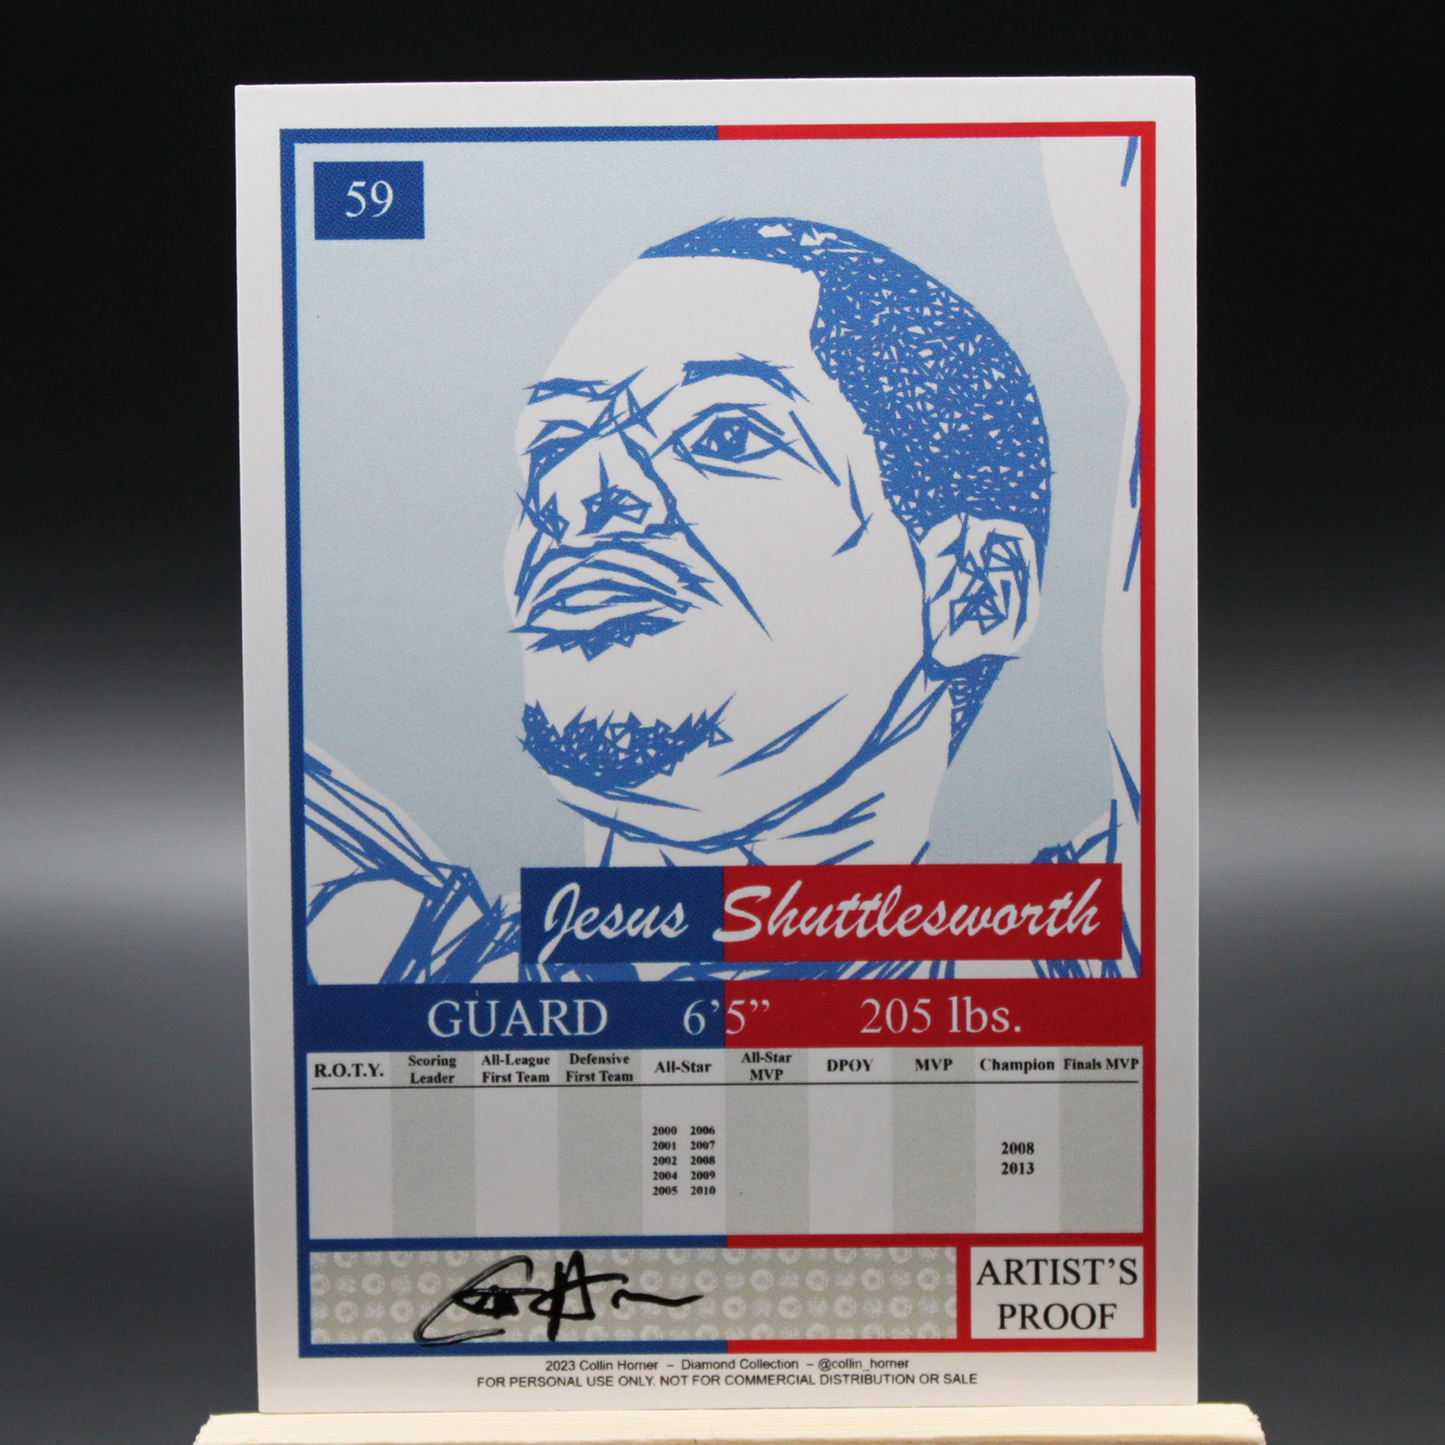 59
Jesus Shuttlesworth
GUARD 6’5” 205 lbs.
R.O.T.Y. Scoring Leader All-League First Team Defensive First Team All-Star All-Star MVP DPOY MVP Champion Finals MVP
2000 2006
2001 2007
2002 2008
2004 2009
2005 2010
2008
2013
ARTIST’S
PROOF
2023 Collin Horner – Diamond Collection – @collin_horner
FOR PERSONAL USE ONLY. NOT FOR COMMERCIAL DISTRIBUTION OR SALE